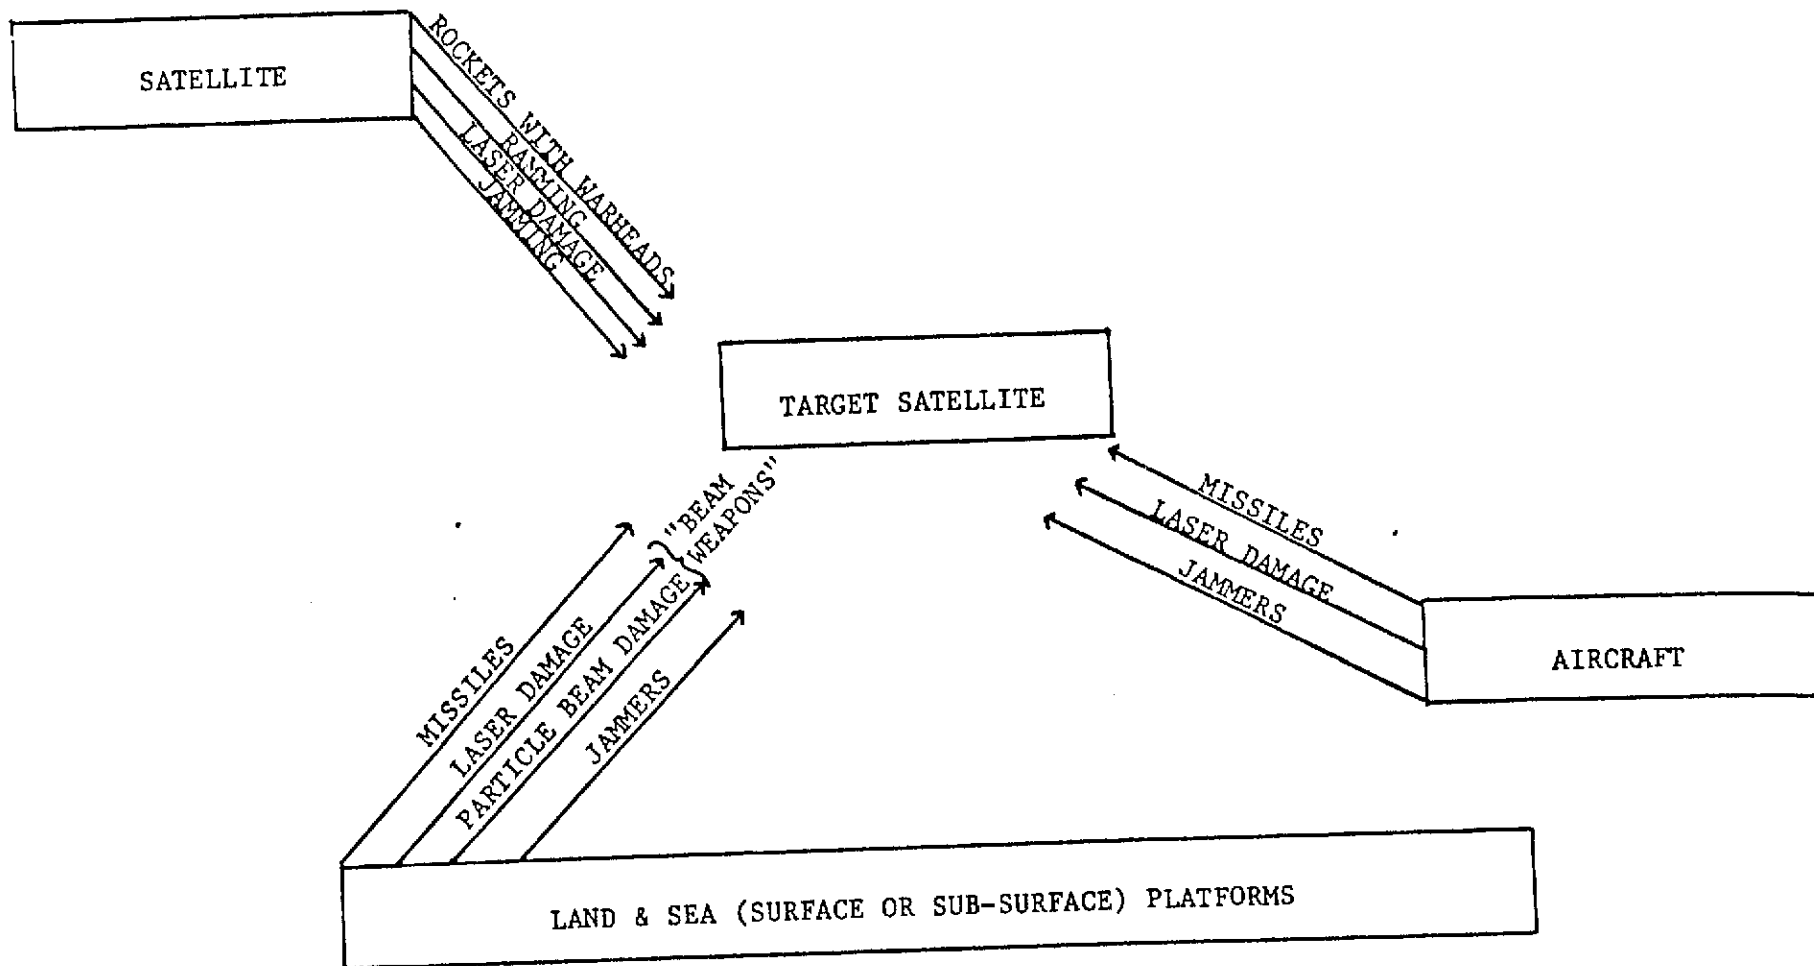 SATELLITE
ROCKETS WITH WARHEADS
RAMMING
LASER DAMAGE
JAMMING
TARGET SATELLITE
"BEAM
WEAPONS"
MISSILES
LASER DAMAGE
PARTICLE BEAM DAMAGE
JAMMERS
MISSILES
LASER DAMAGE
JAMMERS
AIRCRAFT
LAND & SEA (SURFACE OR SUB-SURFACE) PLATFORMS